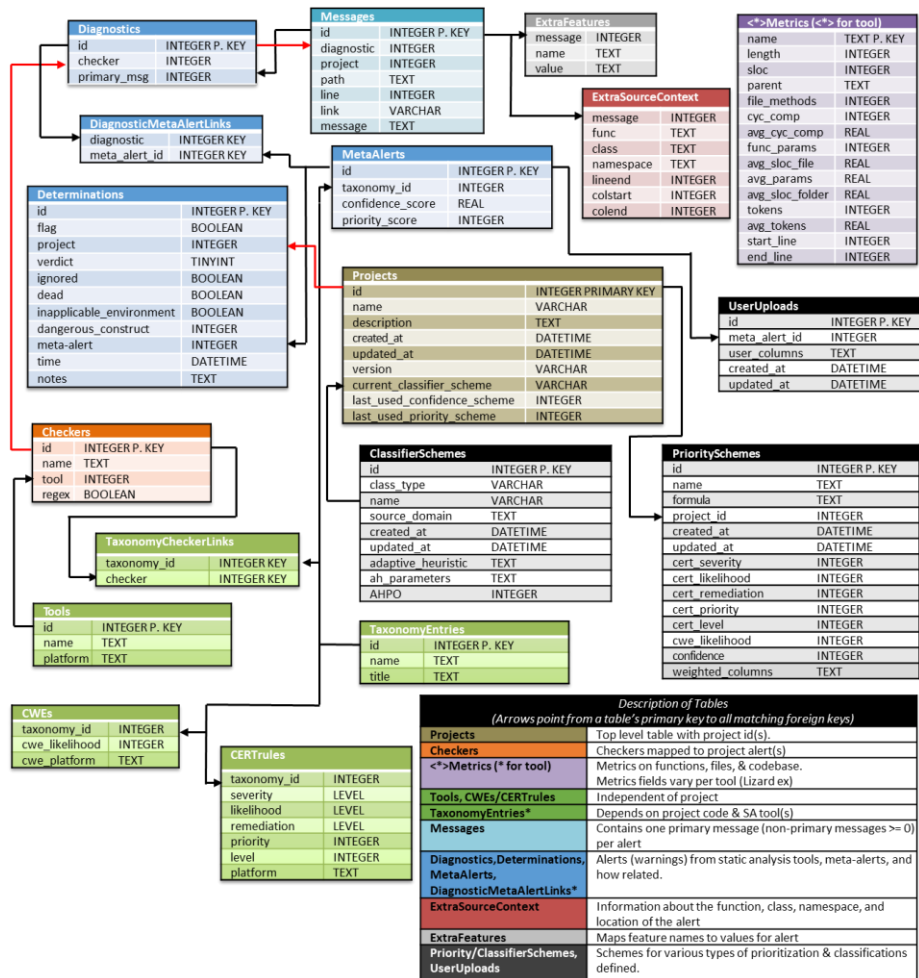 Diagnostics
id INTEGER P. KEY
checker INTEGER
primary_msg INTEGER
Messages
id INTEGER P. KEY
diagnostic INTEGER
project INTEGER
path TEXT
line INTEGER
link VARCHAR
message TEXT
ExtraFeatures
message INTEGER
name TEXT
value TEXT
<*>Metrics (<*> for tool)
name TEXT P. KEY
length INTEGER
sloc INTEGER
parent TEXT
file_methods INTEGER
cyc_comp INTEGER
avg_cyc_comp REAL
func_params INTEGER
avg_sloc_file REAL
avg_params REAL
avg_sloc_folder REAL
tokens INTEGER
avg_tokens REAL
start_line INTEGER
end_line INTEGER
ExtraSourceContext
message INTEGER
func TEXT
class TEXT
namespace TEXT
lineend INTEGER
colstart INTEGER
colend INTEGER
DiagnosticMetaAlertLinks
diagnostic INTEGER KEY
meta_alert_id INTEGER KEY
MetaAlerts
id INTEGER P. KEY
taxonomy_id INTEGER
confidence_score REAL
priority_score INTEGER
Determinations
id INTEGER P. KEY
flag BOOLEAN
project INTEGER
verdict TINYINT
ignored BOOLEAN
dead BOOLEAN
inapplicable_environment BOOLEAN
dangerous_construct INTEGER
meta-alert INTEGER
time DATETIME
notes TEXT
Projects
id INTEGER PRIMARY KEY
name VARCHAR
description TEXT
created_at DATETIME
updated_at DATETIME
version VARCHAR
current_classifier_scheme VARCHAR
last_used_confidence_scheme INTEGER
last_used_priority_scheme INTEGER
UserUploads
id INTEGER P. KEY
meta_alert_id INTEGER
user_columns TEXT
created_at DATETIME
updated_at DATETIME
Checkers
id INTEGER P. KEY
name TEXT
tool INTEGER
regex BOOLEAN
ClassifierSchemes
id INTEGER P. KEY
class_type VARCHAR
name VARCHAR
source_domain TEXT
created_at DATETIME
updated_at DATETIME
adaptive_heuristic TEXT
ah_parameters TEXT
AHPO INTEGER
PrioritySchemes
id INTEGER P. KEY
name TEXT
formula TEXT
project_id INTEGER
created_at DATETIME
updated_at DATETIME
cert_severity INTEGER
cert_likelihood INTEGER
cert_remediation INTEGER
cert_priority INTEGER
cert_level INTEGER
cwe_likelihood INTEGER
confidence INTEGER
weighted_columns TEXT
TaxonomyCheckerLinks
taxonomy_id INTEGER KEY
checker INTEGER KEY
Tools
id INTEGER P. KEY
name TEXT
platform TEXT
TaxonomyEntries
id INTEGER P. KEY
name TEXT
title TEXT
CWEs
taxonomy_id INTEGER
cwe_likelihood INTEGER
cwe_platform TEXT
CERTrules
taxonomy_id INTEGER
severity LEVEL
likelihood LEVEL
remediation LEVEL
priority INTEGER
level INTEGER
platform TEXT
Description of Tables
(Arrows point from a table's primary key to all matching foreign keys)
Projects Top level table with project id(s).
Checkers Checkers mapped to project alert(s)
<*>Metrics (* for tool) Metrics on functions, files, & codebase.
Metrics fields vary per tool (Lizard ex)
Tools, CWEs/CERTrules Independent of project
TaxonomyEntries* Depends on project code & SA tool(s)
Messages Contains one primary message (non-primary messages >= 0)
per alert
Diagnostics,Determinations, Alerts (warnings) from static analysis tools, meta-alerts, and
MetaAlerts, how related.
DiagnosticMetaAlertLinks*
ExtraSourceContext Information about the function, class, namespace, and
location of the alert
ExtraFeatures Maps feature names to values for alert
Priority/ClassifierSchemes, Schemes for various types of prioritization & classifications
UserUploads defined.